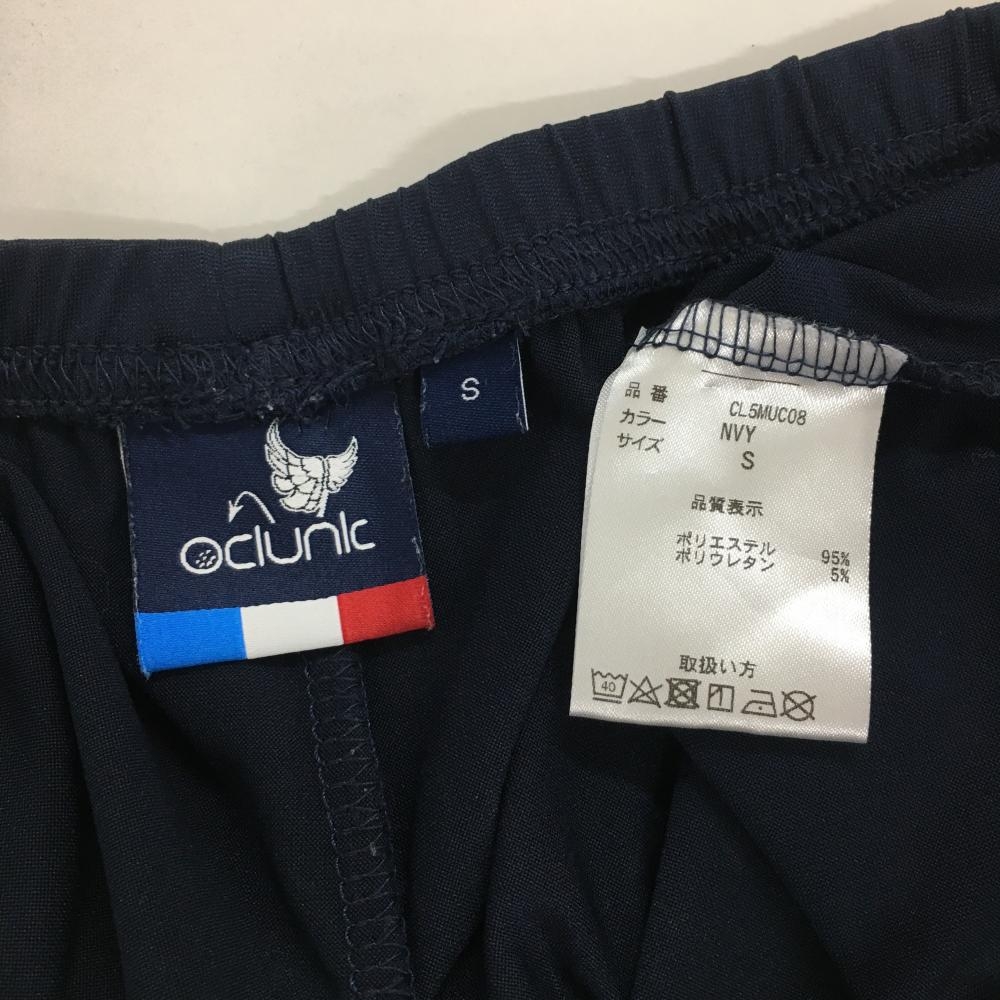 S
oclunic
品番 CL5MUC08
カラー NVY
サイズ S
品質表示
ポリエステル 95%
ポリウレタン 5%
取扱い方
40